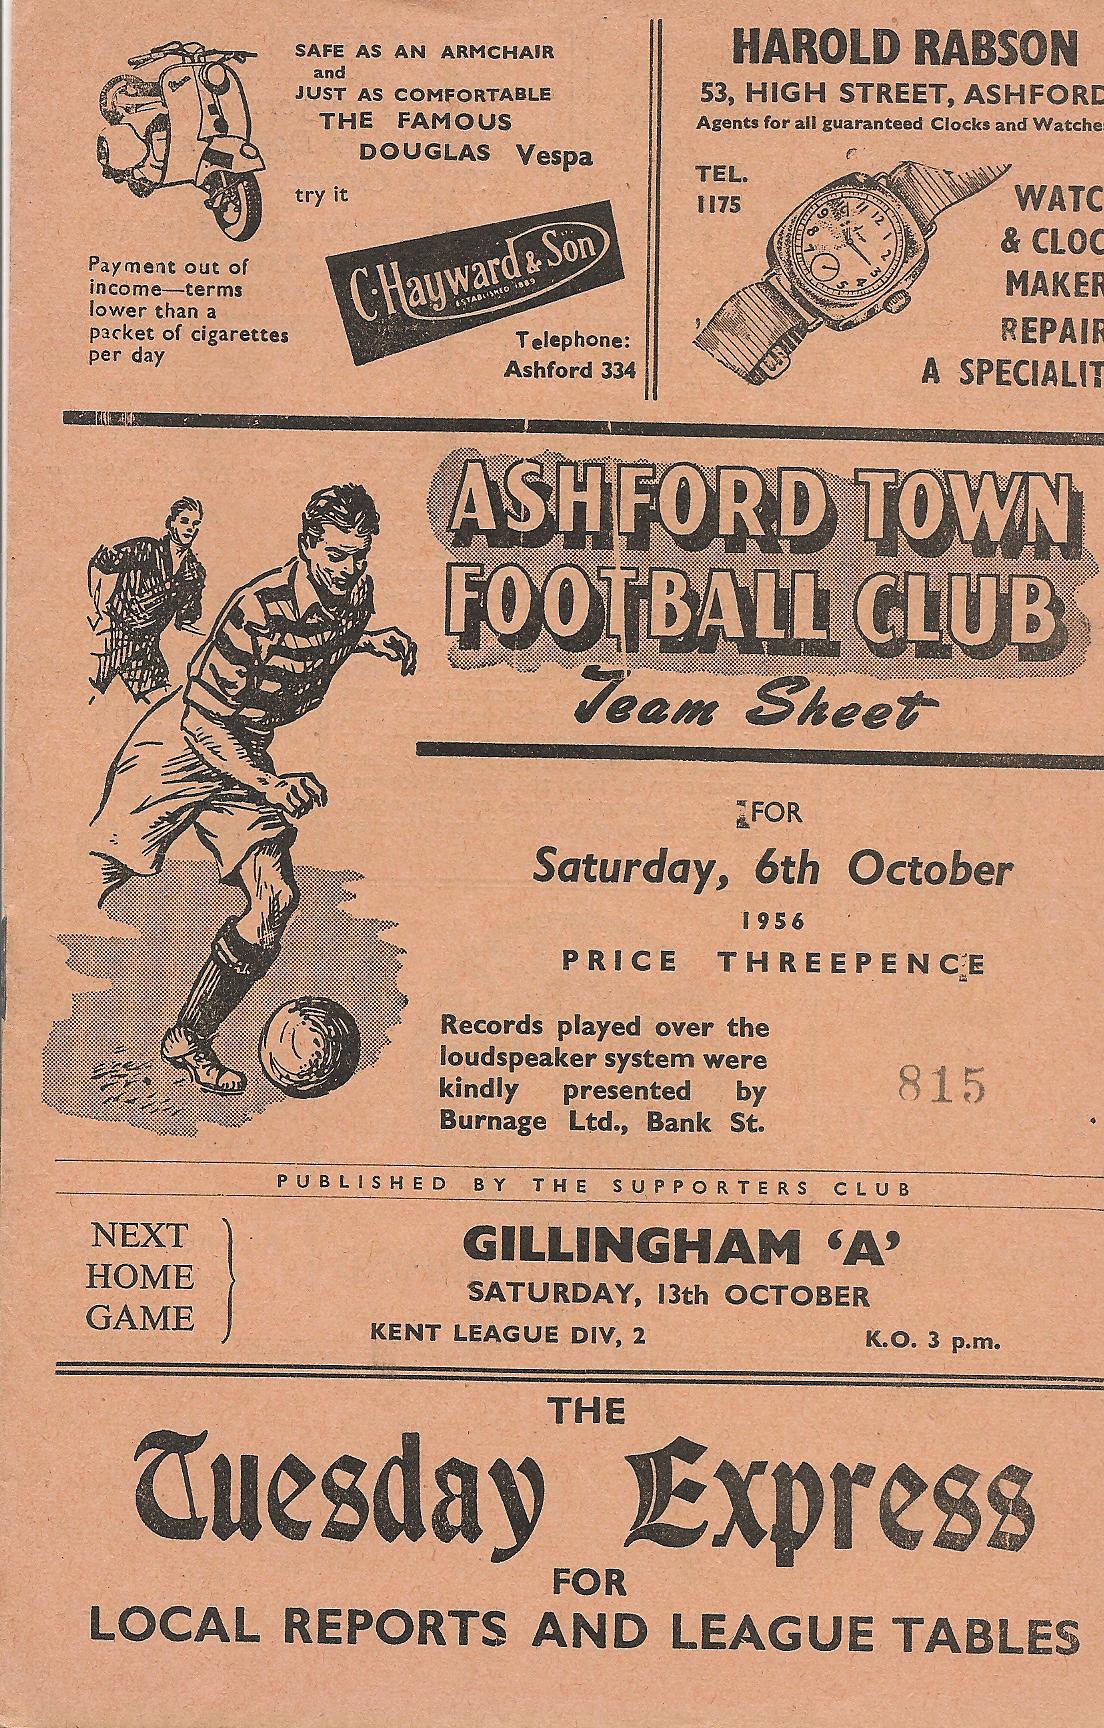 SAFE AS AN ARMCHAIR
and
JUST AS COMFORTABLE
THE FAMOUS
DOUGLAS Vespa
try it
C. Hayward & Son
ESTABLISHED 1889
Payment out of
income—terms
lower than a
packet of cigarettes
per day
Telephone:
Ashford 334
HAROLD RABSON
53, HIGH STREET, ASHFORD
Agents for all guaranteed Clocks and Watche
TEL.
1175
WATC
& CLOC
MAKER
REPAIR
A SPECIALIT
ASHFORD TOWN
FOOTBALL CLUB
Team Sheet
FOR
Saturday, 6th October
1956
PRICE THREEPENCE
Records played over the
loudspeaker system were
kindly presented by
Burnage Ltd., Bank St.
815
PUBLISHED BY THE SUPPORTERS CLUB
NEXT
HOME
GAME
GILLINGHAM ‘A’
SATURDAY, 13th OCTOBER
KENT LEAGUE DIV, 2 K.O. 3 p.m.
THE
Tuesday Express
FOR
LOCAL REPORTS AND LEAGUE TABLES